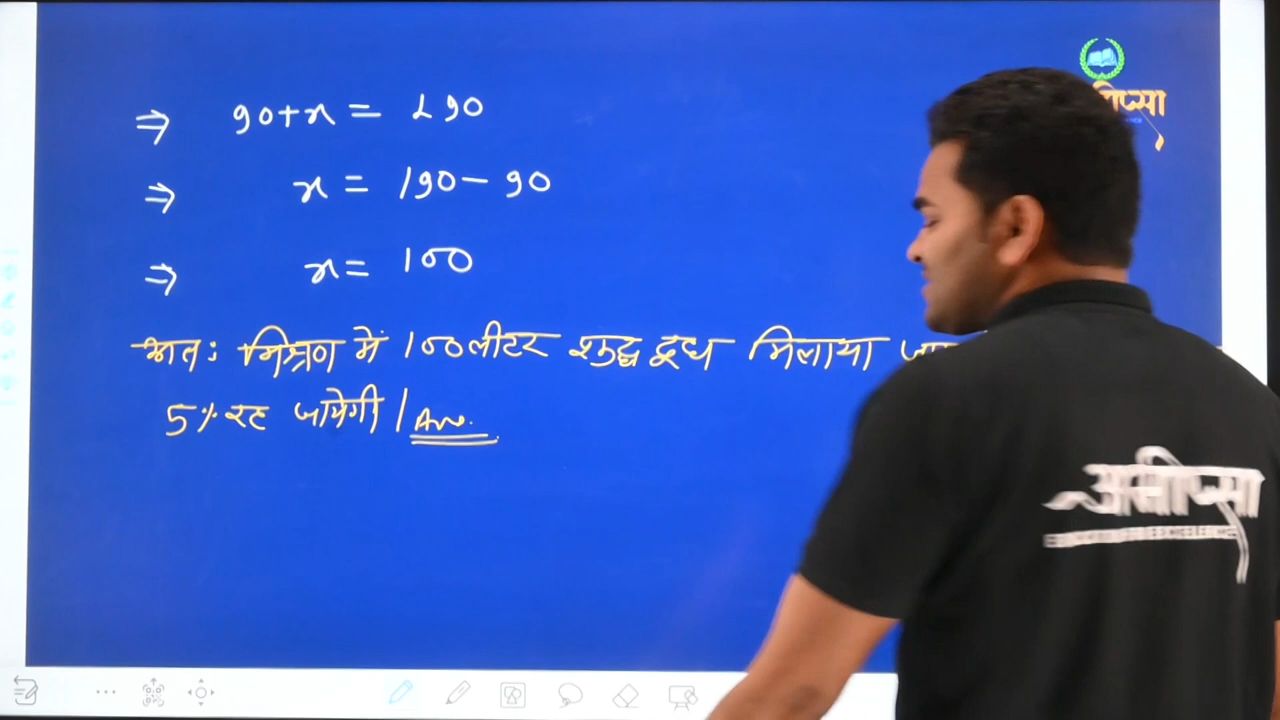 ⇒ 90+x = 190
⇒ x = 190 - 90
⇒ x = 100
अतः मिश्रण में 100 लीटर शुद्ध दूध मिलाया
5% रह जायेगी। Ans.
अभीप्सा